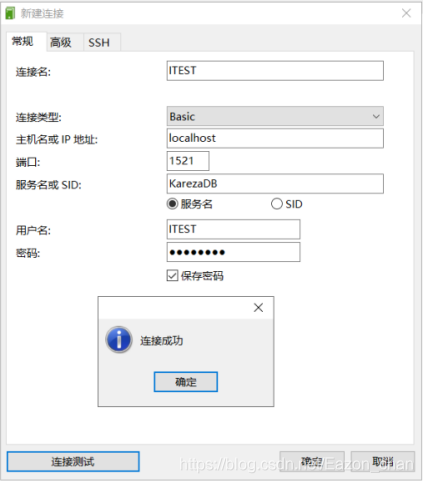 新建连接
常规 高级 SSH
连接名: ITEST
连接类型: Basic
主机名或 IP 地址: localhost
端口: 1521
服务名或 SID: KarezaDB
服务名 SID
用户名: ITEST
密码: ●●●●●●●●
保存密码
连接成功
确定
连接测试 确定 取消
https://blog.csdn.net/Eazon_chan